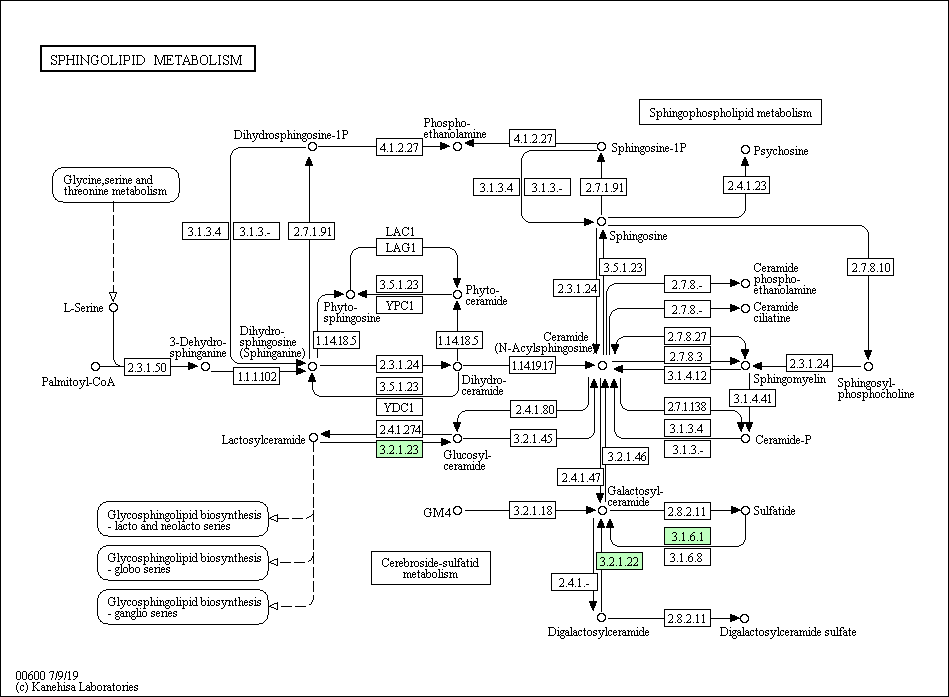 SPHINGOLIPID METABOLISM
Sphingophospholipid metabolism
Dihydrosphingosine-1P
4.1.2.27
Phospho-
ethanolamine
4.1.2.27
Sphingosine-1P
Psychosine
Glycine,serine and
threonine metabolism
3.1.3.4
3.1.3.-
2.7.1.91
2.4.1.23
3.1.3.4
3.1.3.-
2.7.1.91
LAC1
LAG1
Sphingosine
2.7.8.10
3.5.1.23
2.3.1.24
3.5.1.23
YPC1
Phyto-
sphingosine
Phyto-
ceramide
2.7.8.-
Ceramide
phospho-
ethanolamine
2.7.8.-
Ceramide
ciliatine
L-Serine
3-Dehydro-
sphinganine
Dihydro-
sphingosine
(Sphinganine)
1.14.18.5
1.14.18.5
Ceramide
(N-Acylsphingosine)
2.7.8.27
2.7.8.3
3.1.4.12
Palmitoyl-CoA
2.3.1.50
1.1.1.102
2.3.1.24
3.5.1.23
YDC1
Dihydro-
ceramide
1.14.19.17
Sphingomyelin
2.3.1.24
Sphingosyl-
phosphocholine
3.1.4.41
2.4.1.80
2.7.1.138
3.1.3.4
3.1.3.-
Ceramide-P
Lactosylceramide
2.4.1.274
3.2.1.23
Glucosyl-
ceramide
3.2.1.45
3.2.1.46
2.4.1.47
Galactosyl-
ceramide
Glycosphingolipid biosynthesis
- lacto and neolacto series
GM4
3.2.1.18
2.8.2.11
Sulfatide
3.1.6.1
3.1.6.8
Glycosphingolipid biosynthesis
- globo series
Cerebroside-sulfatid
metabolism
3.2.1.22
2.4.1.-
Glycosphingolipid biosynthesis
- ganglio series
Digalactosylceramide
2.8.2.11
Digalactosylceramide sulfate
00600 7/9/19
(c) Kanehisa Laboratories